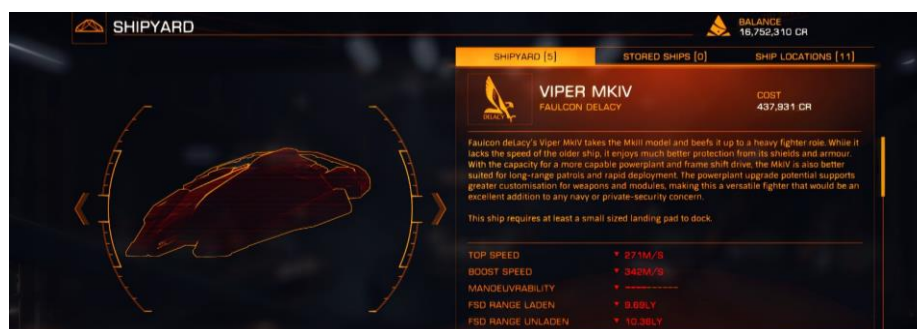 SHIPYARD
BALANCE
16,752,310 CR
SHIPYARD [5]
STORED SHIPS [0]
SHIP LOCATIONS [11]
DELACY
VIPER MKIV
FAULCON DELACY
COST
437,931 CR
Faulcon deLacy's Viper MkIV takes the MkIII model and beefs it up to a heavy fighter role. While it
lacks the speed of the older ship, it enjoys much better protection from its shields and armour.
With the capacity for a more capable powerplant and frame shift drive, the MkIV is also better
suited for long-range patrols and rapid deployment. The powerplant upgrade potential supports
greater customisation for weapons and modules, making this a versatile fighter that would be an
excellent addition to any navy or private-security concern.
This ship requires at least a small sized landing pad to dock.
TOP SPEED ▼ 271M/S
BOOST SPEED ▼ 342M/S
MANOEUVRABILITY ▼ ----------
FSD RANGE LADEN ▼ 9.69LY
FSD RANGE UNLADEN ▼ 10.36LY